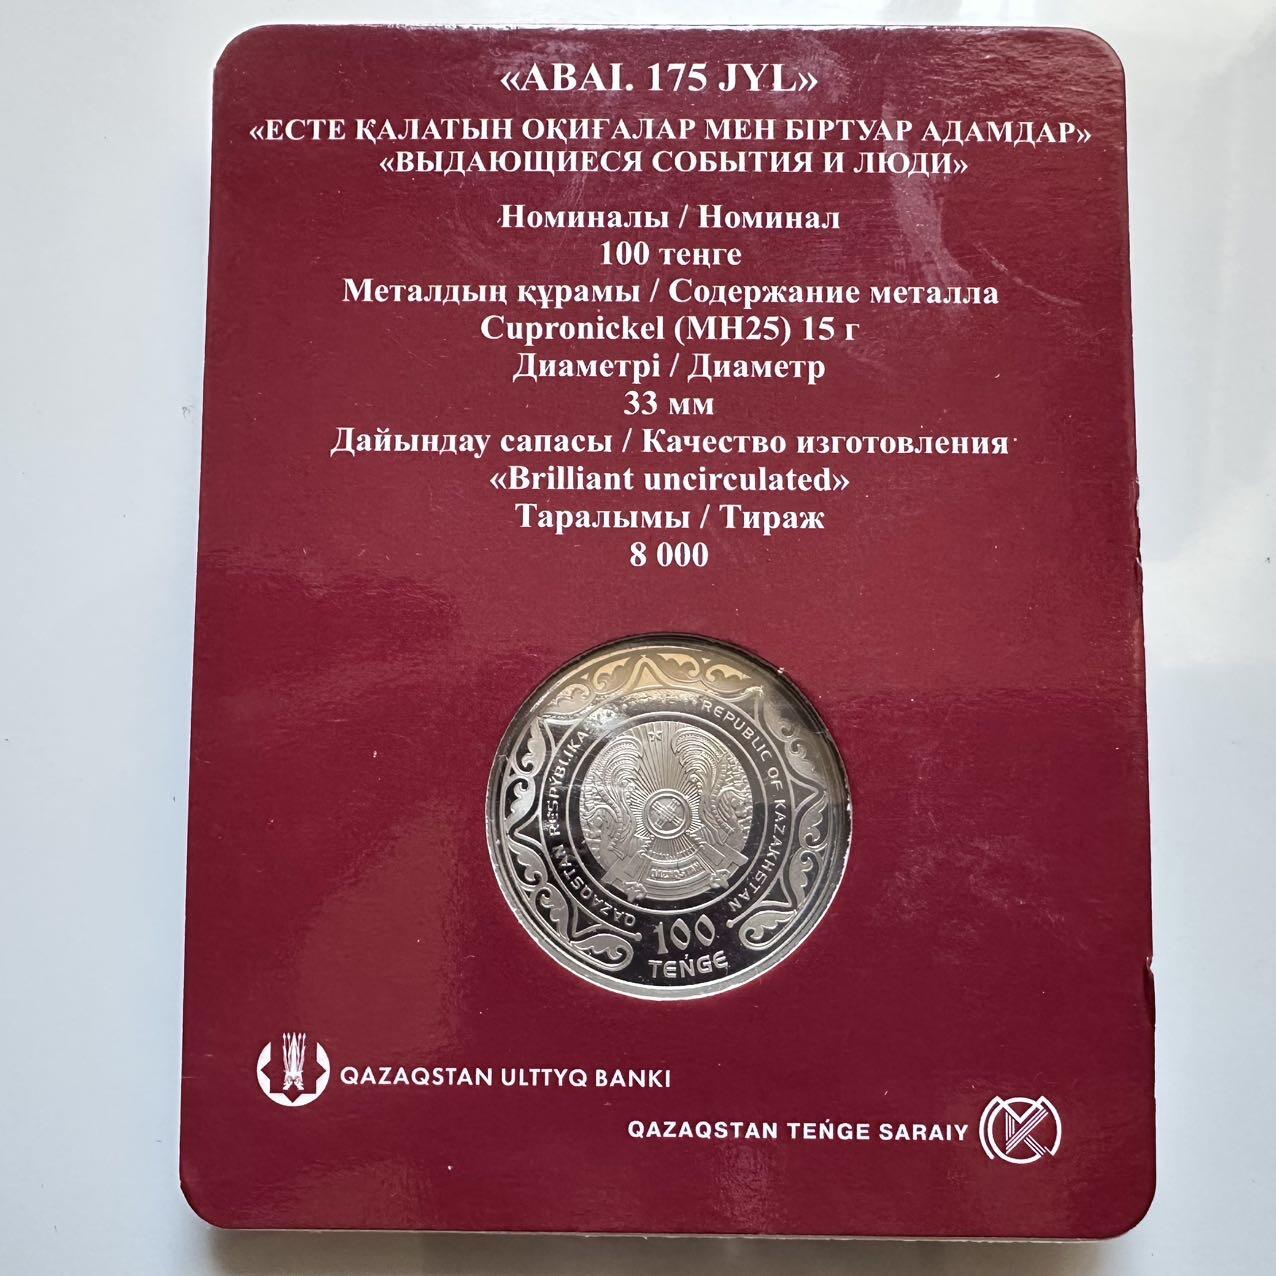 «ABAI. 175 JYL»
«ЕСТЕ ҚАЛАТЫН ОҚИҒАЛАР МЕН БІРТУАР АДАМДАР»
«ВЫДАЮЩИЕСЯ СОБЫТИЯ И ЛЮДИ»
Номиналы / Номинал
100 теңге
Металдың құрамы / Содержание металла
Cupronickel (МН25) 15 г
Диаметрі / Диаметр
33 мм
Дайындау сапасы / Качество изготовления
«Brilliant uncirculated»
Таралымы / Тираж
8 000
QAZAQSTAN RESPÝBLIKASY
REPUBLIC OF KAZAKHSTAN
100
TEŃGE
QAZAQSTAN ULTTYQ BANKI
QAZAQSTAN TEŃGE SARAIY